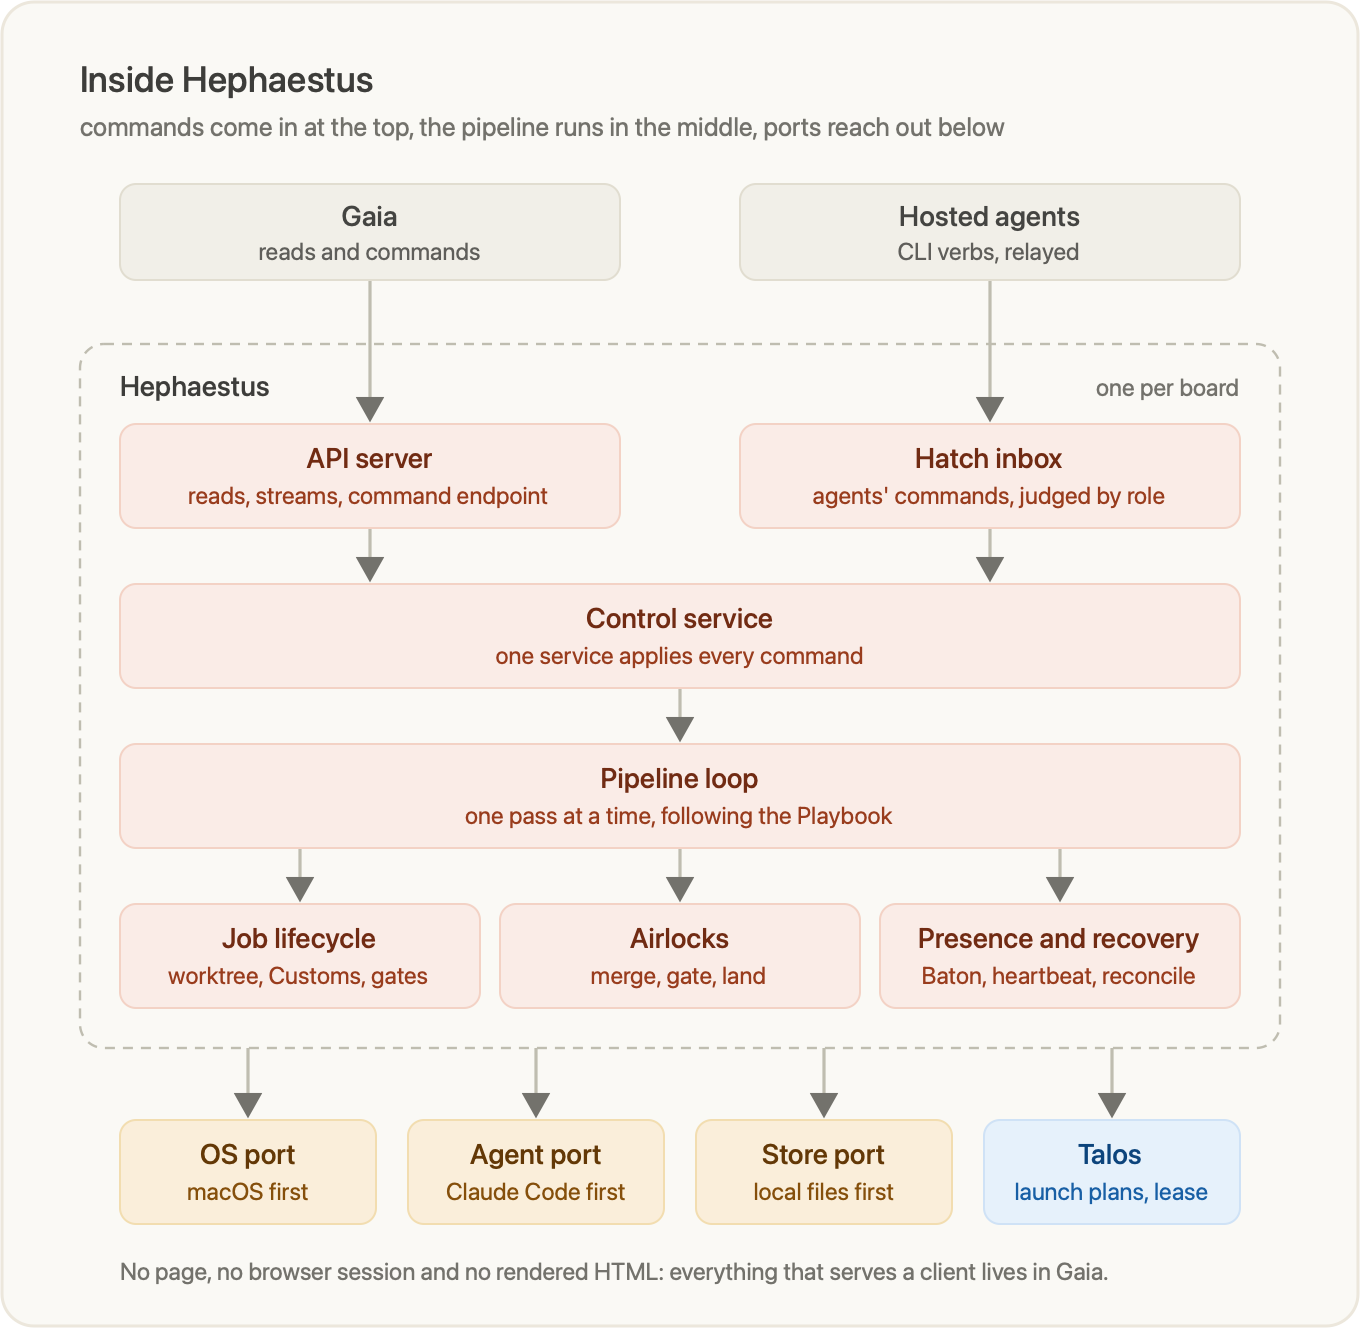 Inside Hephaestus
commands come in at the top, the pipeline runs in the middle, ports reach out below
Gaia
reads and commands
Hosted agents
CLI verbs, relayed
Hephaestus
one per board
API server
reads, streams, command endpoint
Hatch inbox
agents' commands, judged by role
Control service
one service applies every command
Pipeline loop
one pass at a time, following the Playbook
Job lifecycle
worktree, Customs, gates
Airlocks
merge, gate, land
Presence and recovery
Baton, heartbeat, reconcile
OS port
macOS first
Agent port
Claude Code first
Store port
local files first
Talos
launch plans, lease
No page, no browser session and no rendered HTML: everything that serves a client lives in Gaia.